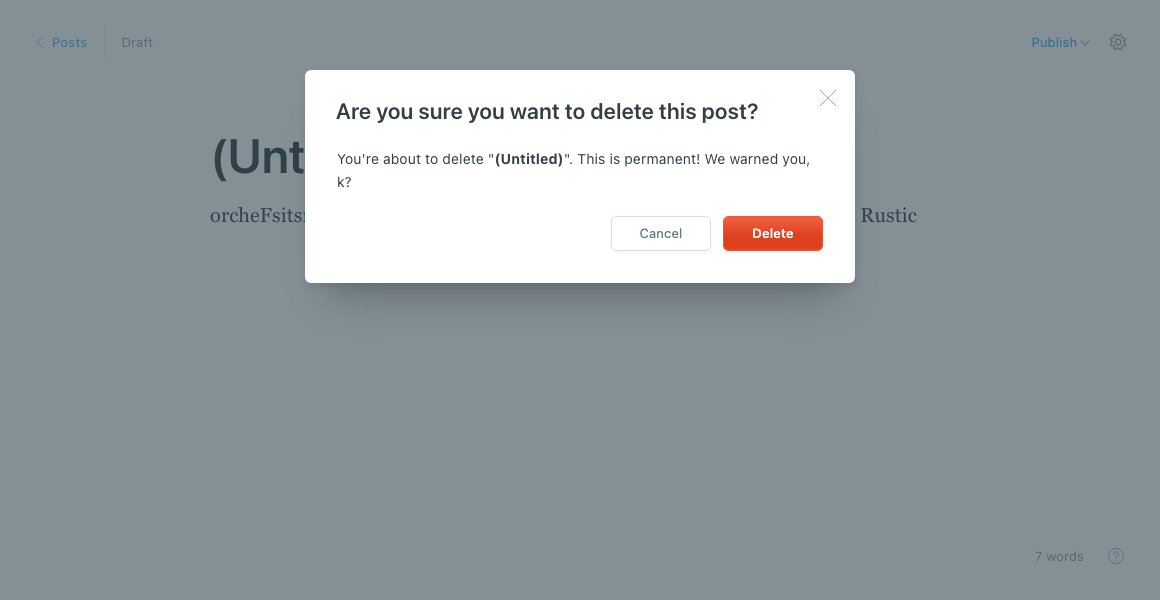 Posts
Draft
Publish
Are you sure you want to delete this post?
You're about to delete "(Untitled)". This is permanent! We warned you,
k?
Cancel
Delete
(Unt
Rustic
7 words